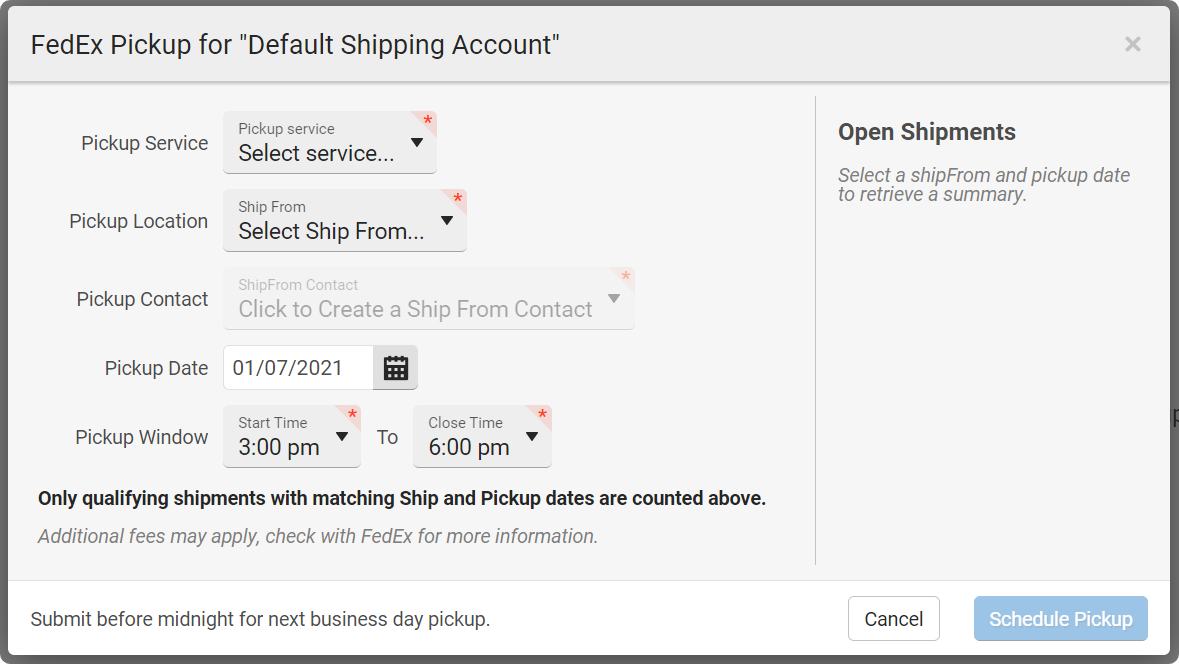 FedEx Pickup for "Default Shipping Account"
×
Pickup Service
Pickup service
*
Select service...
Pickup Location
Ship From
*
Select Ship From...
Pickup Contact
ShipFrom Contact
*
Click to Create a Ship From Contact
Pickup Date
01/07/2021
Pickup Window
Start Time
*
3:00 pm
To
Close Time
*
6:00 pm
Only qualifying shipments with matching Ship and Pickup dates are counted above.
Additional fees may apply, check with FedEx for more information.
Open Shipments
Select a shipFrom and pickup date
to retrieve a summary.
Submit before midnight for next business day pickup.
Cancel
Schedule Pickup